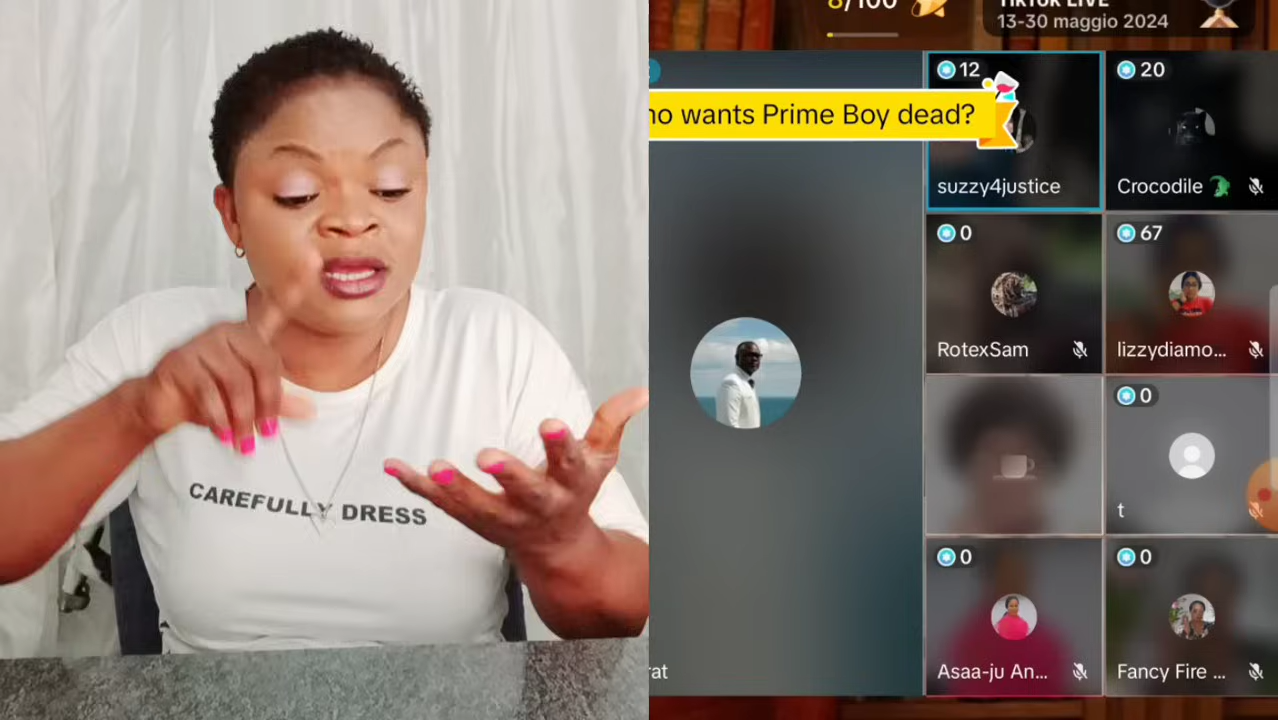 CAREFULLY DRESS
8/100
TikTok LIVE
13-30 maggio 2024
ho wants Prime Boy dead?
12
suzzy4justice
20
Crocodile 🐊
0
RotexSam
67
lizzydiamo...
0
t
0
Asaa-ju An...
0
Fancy Fire ...
rat